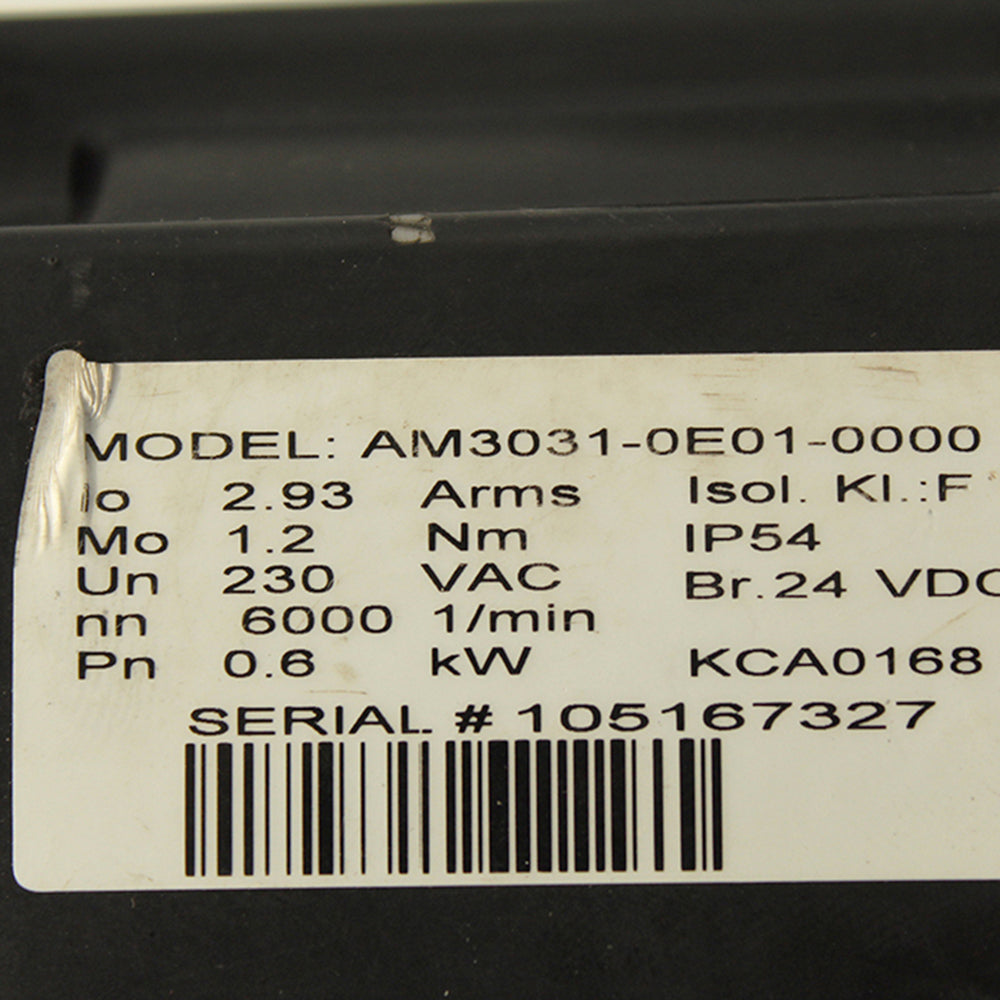 MODEL: AM3031-0E01-0000
Io 2.93 Arms Isol. Kl.:F
Mo 1.2 Nm IP54
Un 230 VAC Br.24 VDC
nn 6000 1/min
Pn 0.6 kW KCA0168
SERIAL # 105167327